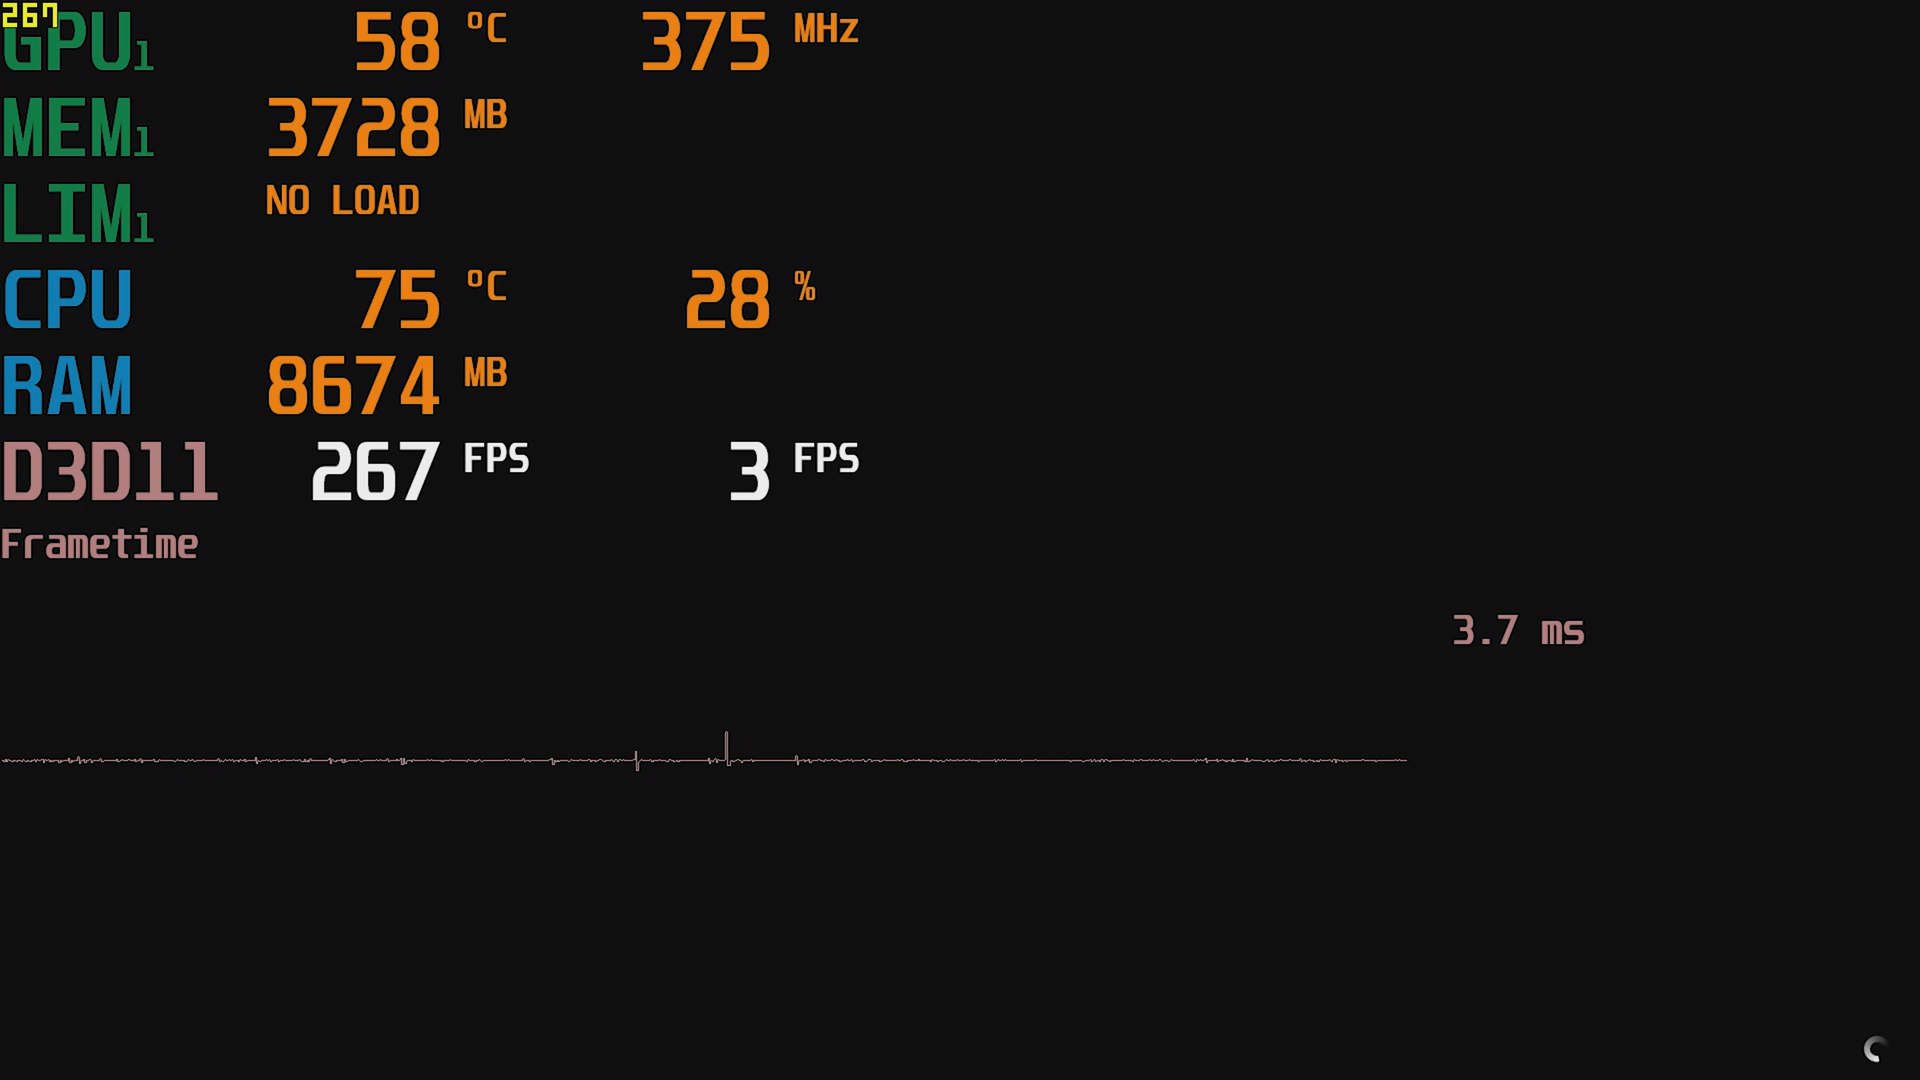 267
GPU1 58 °C 375 MHz
MEM1 3728 MB
LIM1 NO LOAD
CPU 75 °C 28 %
RAM 8674 MB
D3D11 267 FPS 3 FPS
Frametime
3.7 ms